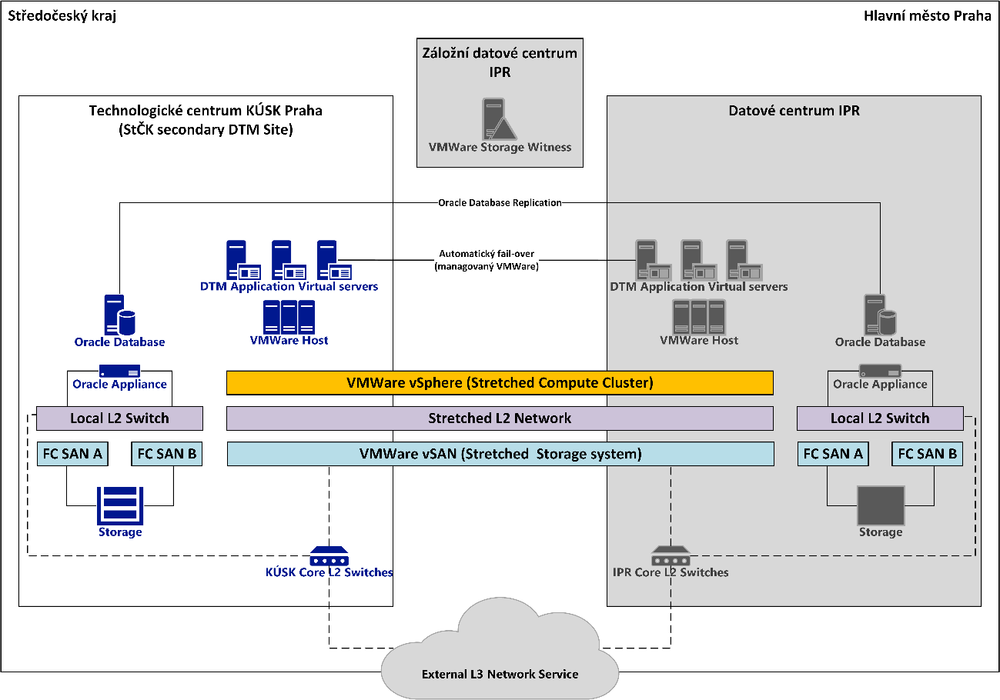 Středočeský kraj
Hlavní město Praha
Záložní datové centrum
IPR
VMWare Storage Witness
Technologické centrum KÚSK Praha
(StČK secondary DTM Site)
Datové centrum IPR
Oracle Database Replication
Automatický fail-over
(managovaný VMWare)
DTM Application Virtual servers
DTM Application Virtual servers
Oracle Database
VMWare Host
VMWare Host
Oracle Database
Oracle Appliance
VMWare vSphere (Stretched Compute Cluster)
Oracle Appliance
Local L2 Switch
Stretched L2 Network
Local L2 Switch
FC SAN A
FC SAN B
VMWare vSAN (Stretched  Storage system)
FC SAN A
FC SAN B
Storage
Storage
KÚSK Core L2 Switches
IPR Core L2 Switches
External L3 Network Service